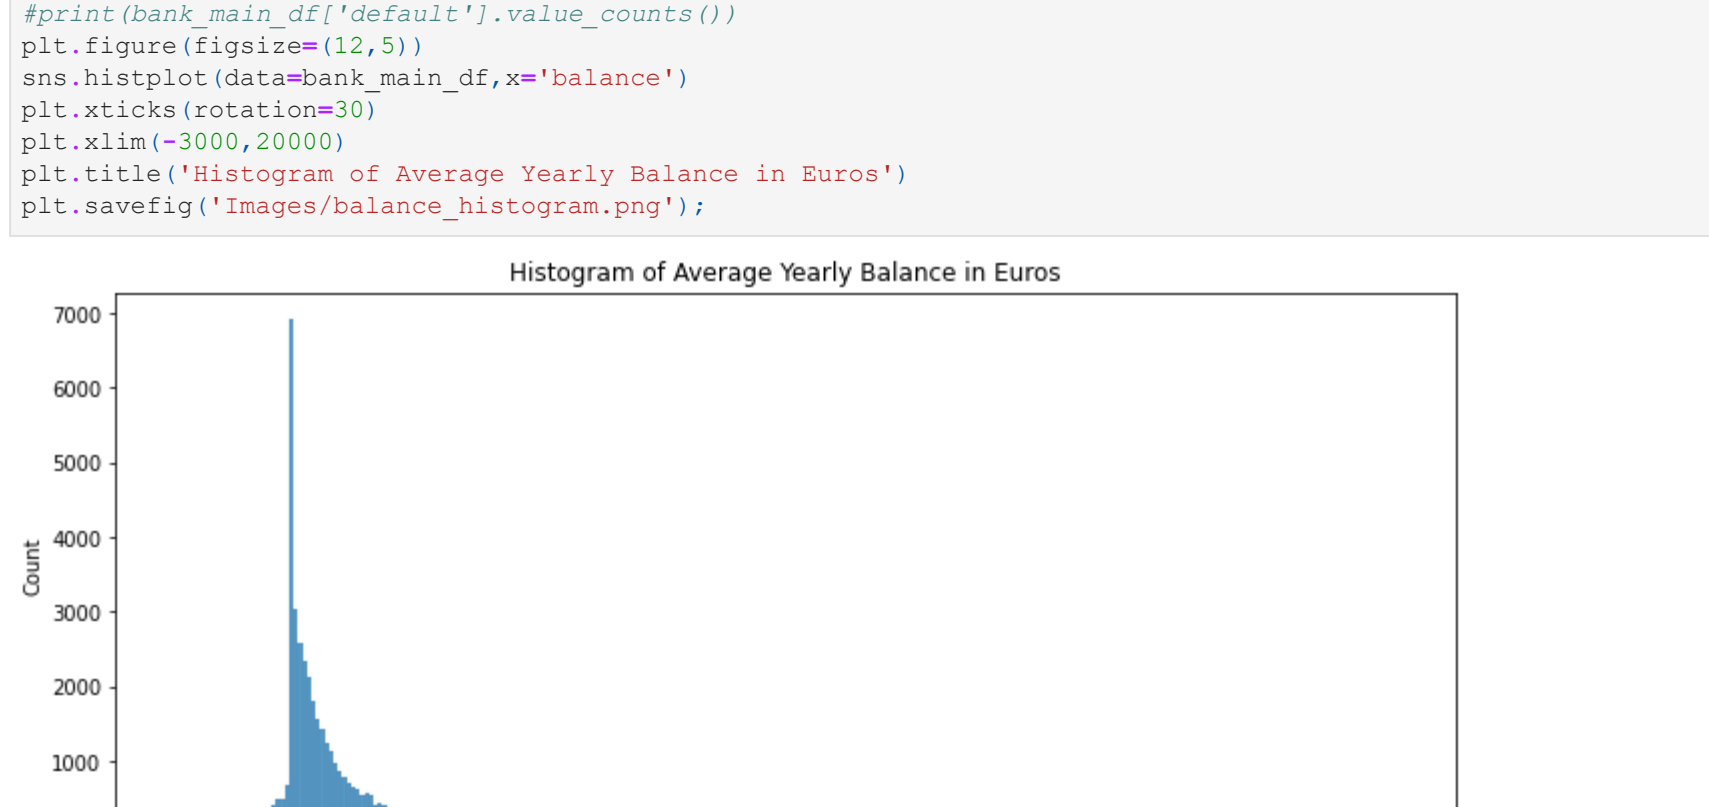 #print(bank_main_df['default'].value_counts())
plt.figure(figsize=(12,5))
sns.histplot(data=bank_main_df,x='balance')
plt.xticks(rotation=30)
plt.xlim(-3000,20000)
plt.title('Histogram of Average Yearly Balance in Euros')
plt.savefig('Images/balance_histogram.png');
Histogram of Average Yearly Balance in Euros
7000
6000
5000
4000
Count
3000
2000
1000